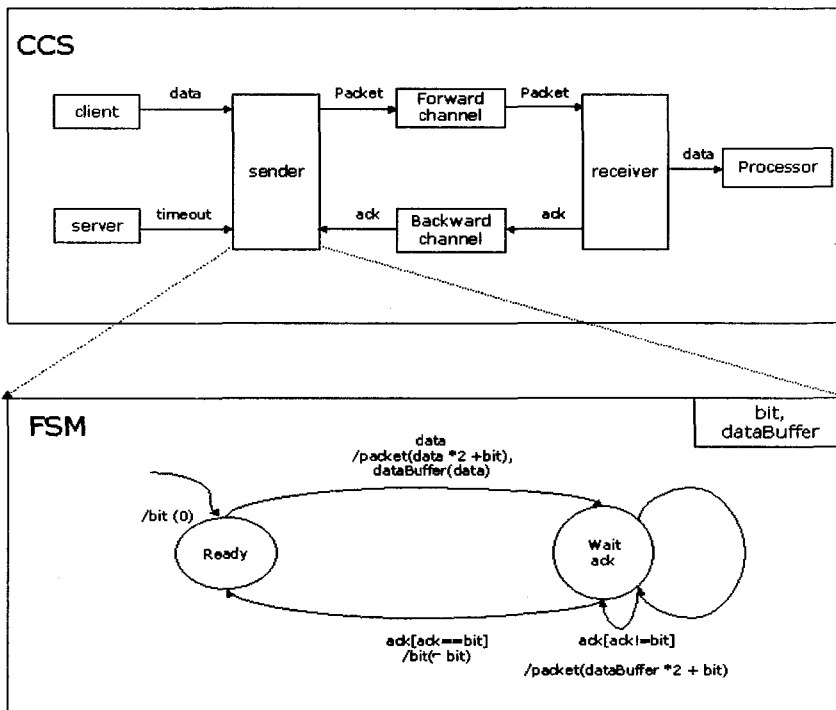 CCS
data
Packet
Packet
client
Forward
channel
sender
receiver
data
Processor
server
timeout
ack
Backward
channel
ack
FSM
bit,
dataBuffer
data
/packet(data *2 +bit),
dataBuffer(data)
/bit (0)
Ready
Wait
ack
ack[ack==bit]
/bit(¬ bit)
ack[ack!=bit]
/packet(dataBuffer *2 + bit)